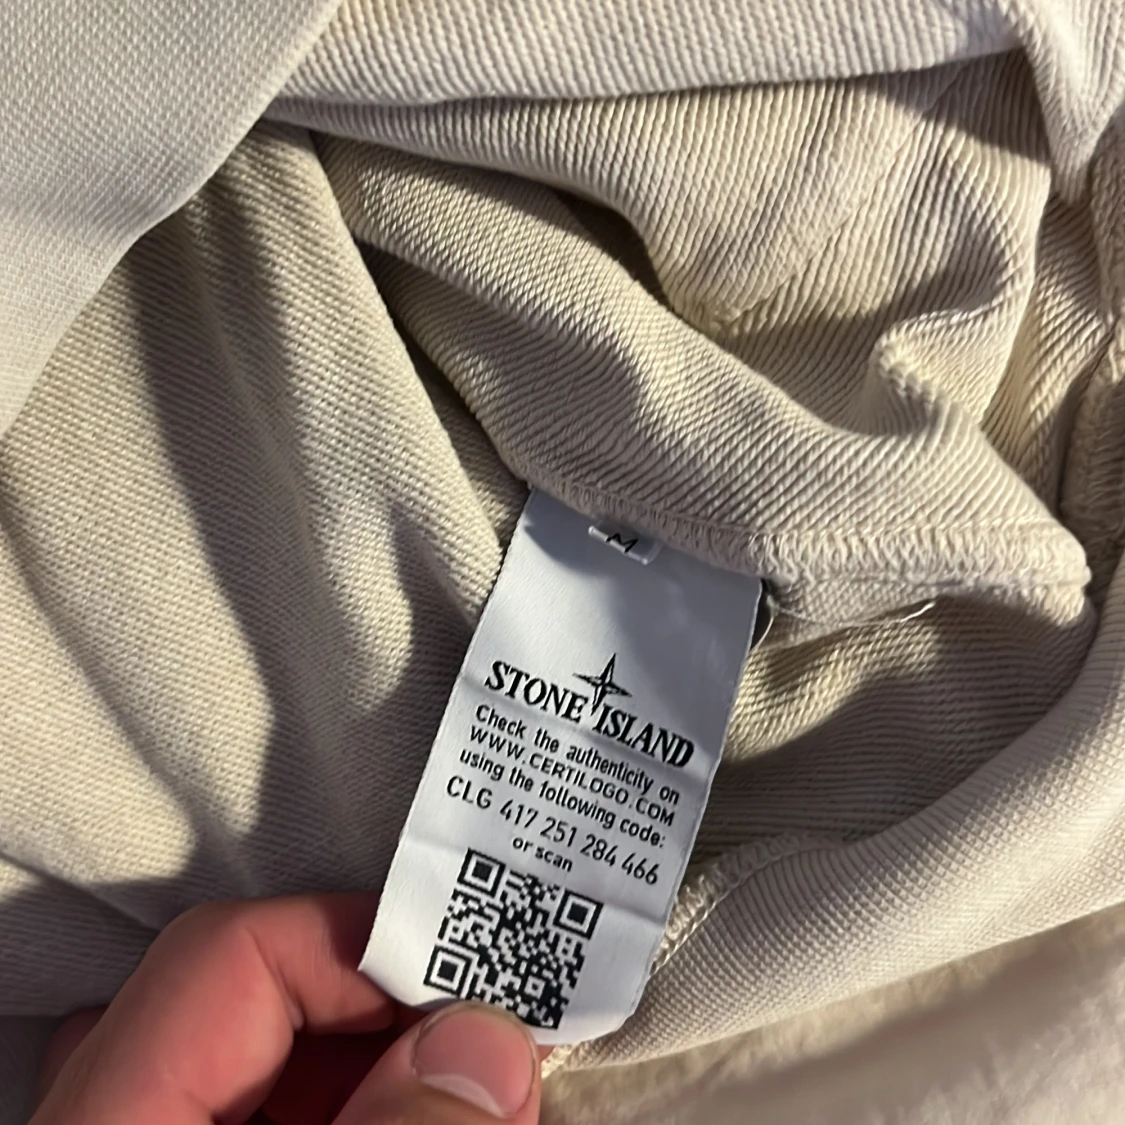 M
STONE ISLAND
Check the authenticity on
WWW.CERTILOGO.COM
using the following code:
CLG 417 251 284 466
or scan